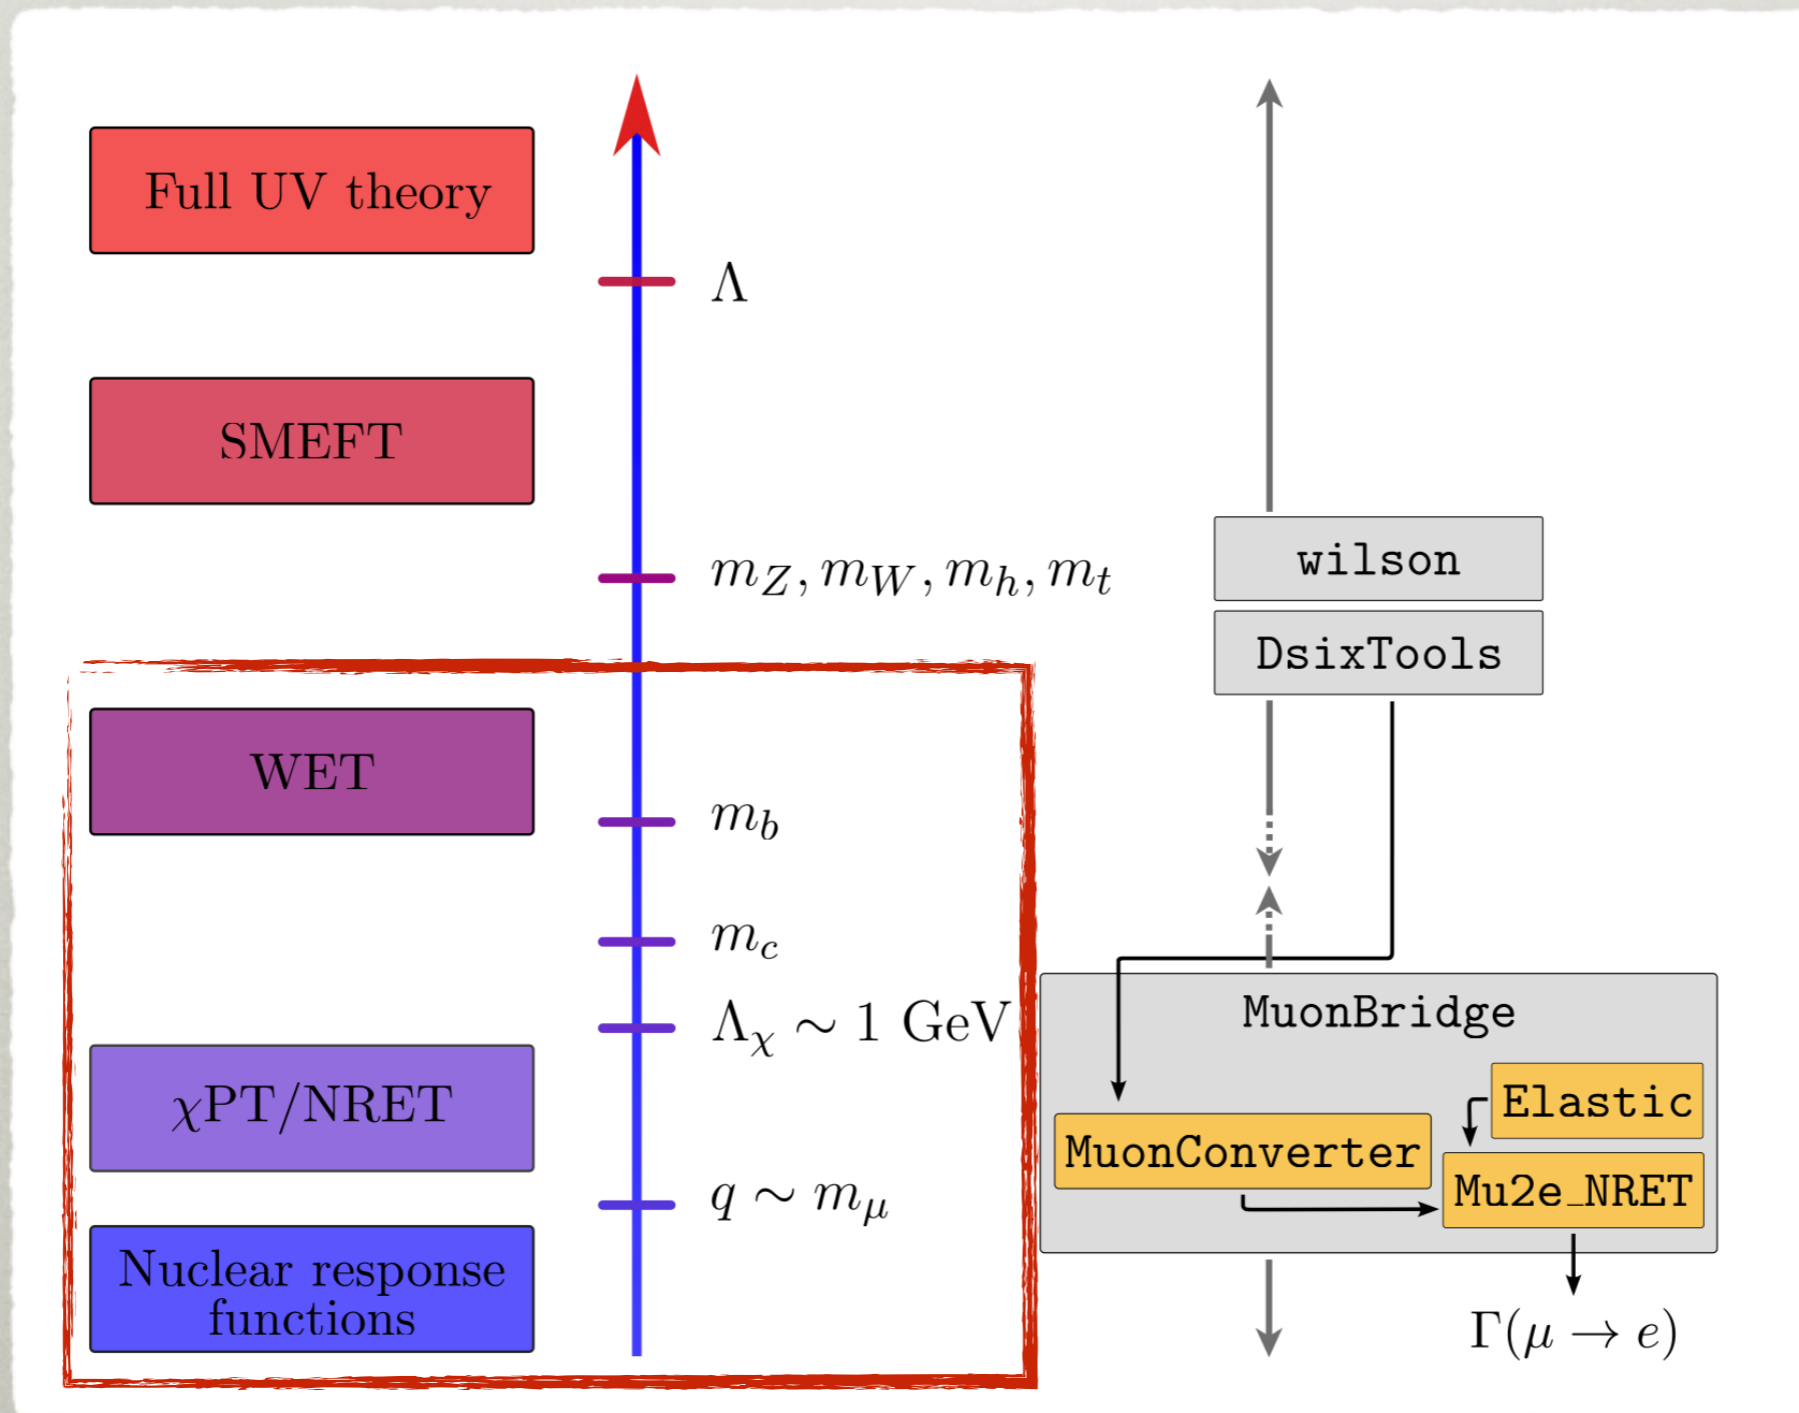 Full UV theory
Λ
SMEFT
m_Z, m_W, m_h, m_t
WET
m_b
m_c
Λ_χ ∼ 1 GeV
χPT/NRET
q ∼ m_μ
Nuclear response
functions
wilson
DsixTools
MuonBridge
Elastic
MuonConverter
Mu2e_NRET
Γ(μ → e)